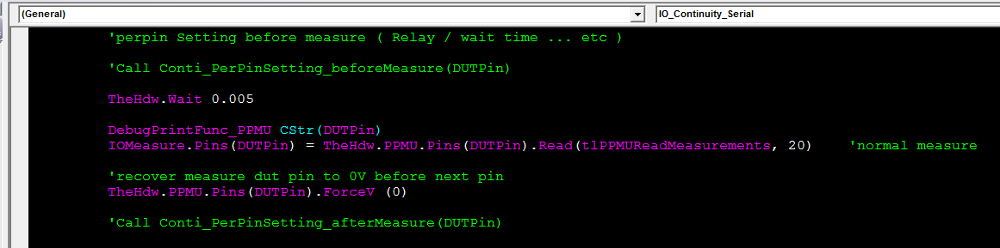 (General)
IO_Continuity_Serial
'perpin Setting before measure ( Relay / wait time ... etc )
'Call Conti_PerPinSetting_beforeMeasure(DUTPin)
TheHdw.Wait 0.005
DebugPrintFunc_PPMU CStr(DUTPin)
IOMeasure.Pins(DUTPin) = TheHdw.PPMU.Pins(DUTPin).Read(tlPPMUReadMeasurements, 20)    'normal measure
'recover measure dut pin to 0V before next pin
TheHdw.PPMU.Pins(DUTPin).ForceV (0)
'Call Conti_PerPinSetting_afterMeasure(DUTPin)